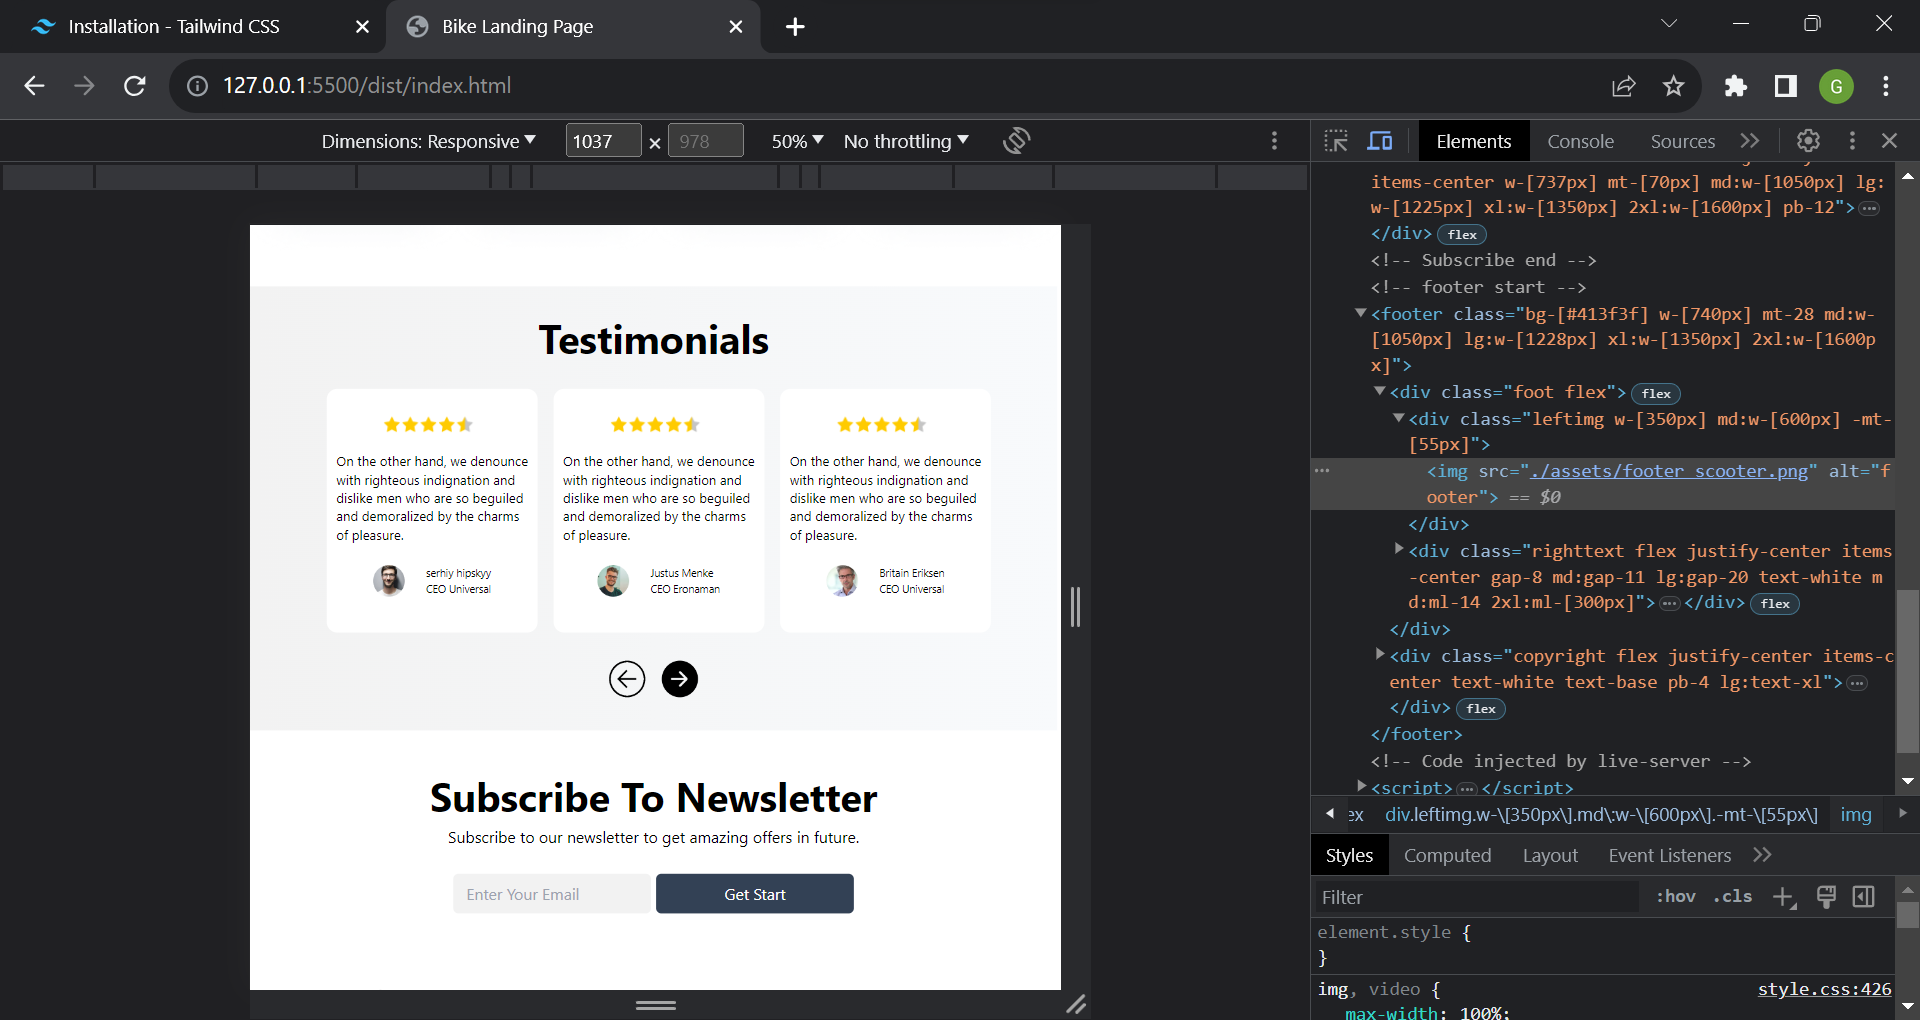 Installation - Tailwind CSS
Bike Landing Page
127.0.0.1:5500/dist/index.html
G
Dimensions: Responsive
1037 × 978
50%
No throttling
Elements
Console
Sources
items-center w-[737px] mt-[70px] md:w-[1050px] lg:
w-[1225px] xl:w-[1350px] 2xl:w-[1600px] pb-12">
</div> flex
<!-- Subscribe end -->
<!-- footer start -->
<footer class="bg-[#413f3f] w-[740px] mt-28 md:w-
[1050px] lg:w-[1228px] xl:w-[1350px] 2xl:w-[1600p
x]">
<div class="foot flex"> flex
<div class="leftimg w-[350px] md:w-[600px] -mt-
[55px]">
<img src="./assets/footer scooter.png" alt="f
ooter"> == $0
</div>
<div class="righttext flex justify-center items
-center gap-8 md:gap-11 lg:gap-20 text-white m
d:ml-14 2xl:ml-[300px]"> </div> flex
</div>
<div class="copyright flex justify-center items-c
enter text-white text-base pb-4 lg:text-xl">
</div> flex
</footer>
<!-- Code injected by live-server -->
<script> </script>
ex
div.leftimg.w-\[350px\].md\:w-\[600px\].-mt-\[55px\]
img
Styles
Computed
Layout
Event Listeners
Filter
:hov
.cls
element.style {
}
img, video {
style.css:426
max-width: 100%;
Testimonials
On the other hand, we denounce
with righteous indignation and
dislike men who are so beguiled
and demoralized by the charms
of pleasure.
serhiy hipskyy
CEO Universal
On the other hand, we denounce
with righteous indignation and
dislike men who are so beguiled
and demoralized by the charms
of pleasure.
Justus Menke
CEO Eronaman
On the other hand, we denounce
with righteous indignation and
dislike men who are so beguiled
and demoralized by the charms
of pleasure.
Britain Eriksen
CEO Universal
Subscribe To Newsletter
Subscribe to our newsletter to get amazing offers in future.
Enter Your Email
Get Start